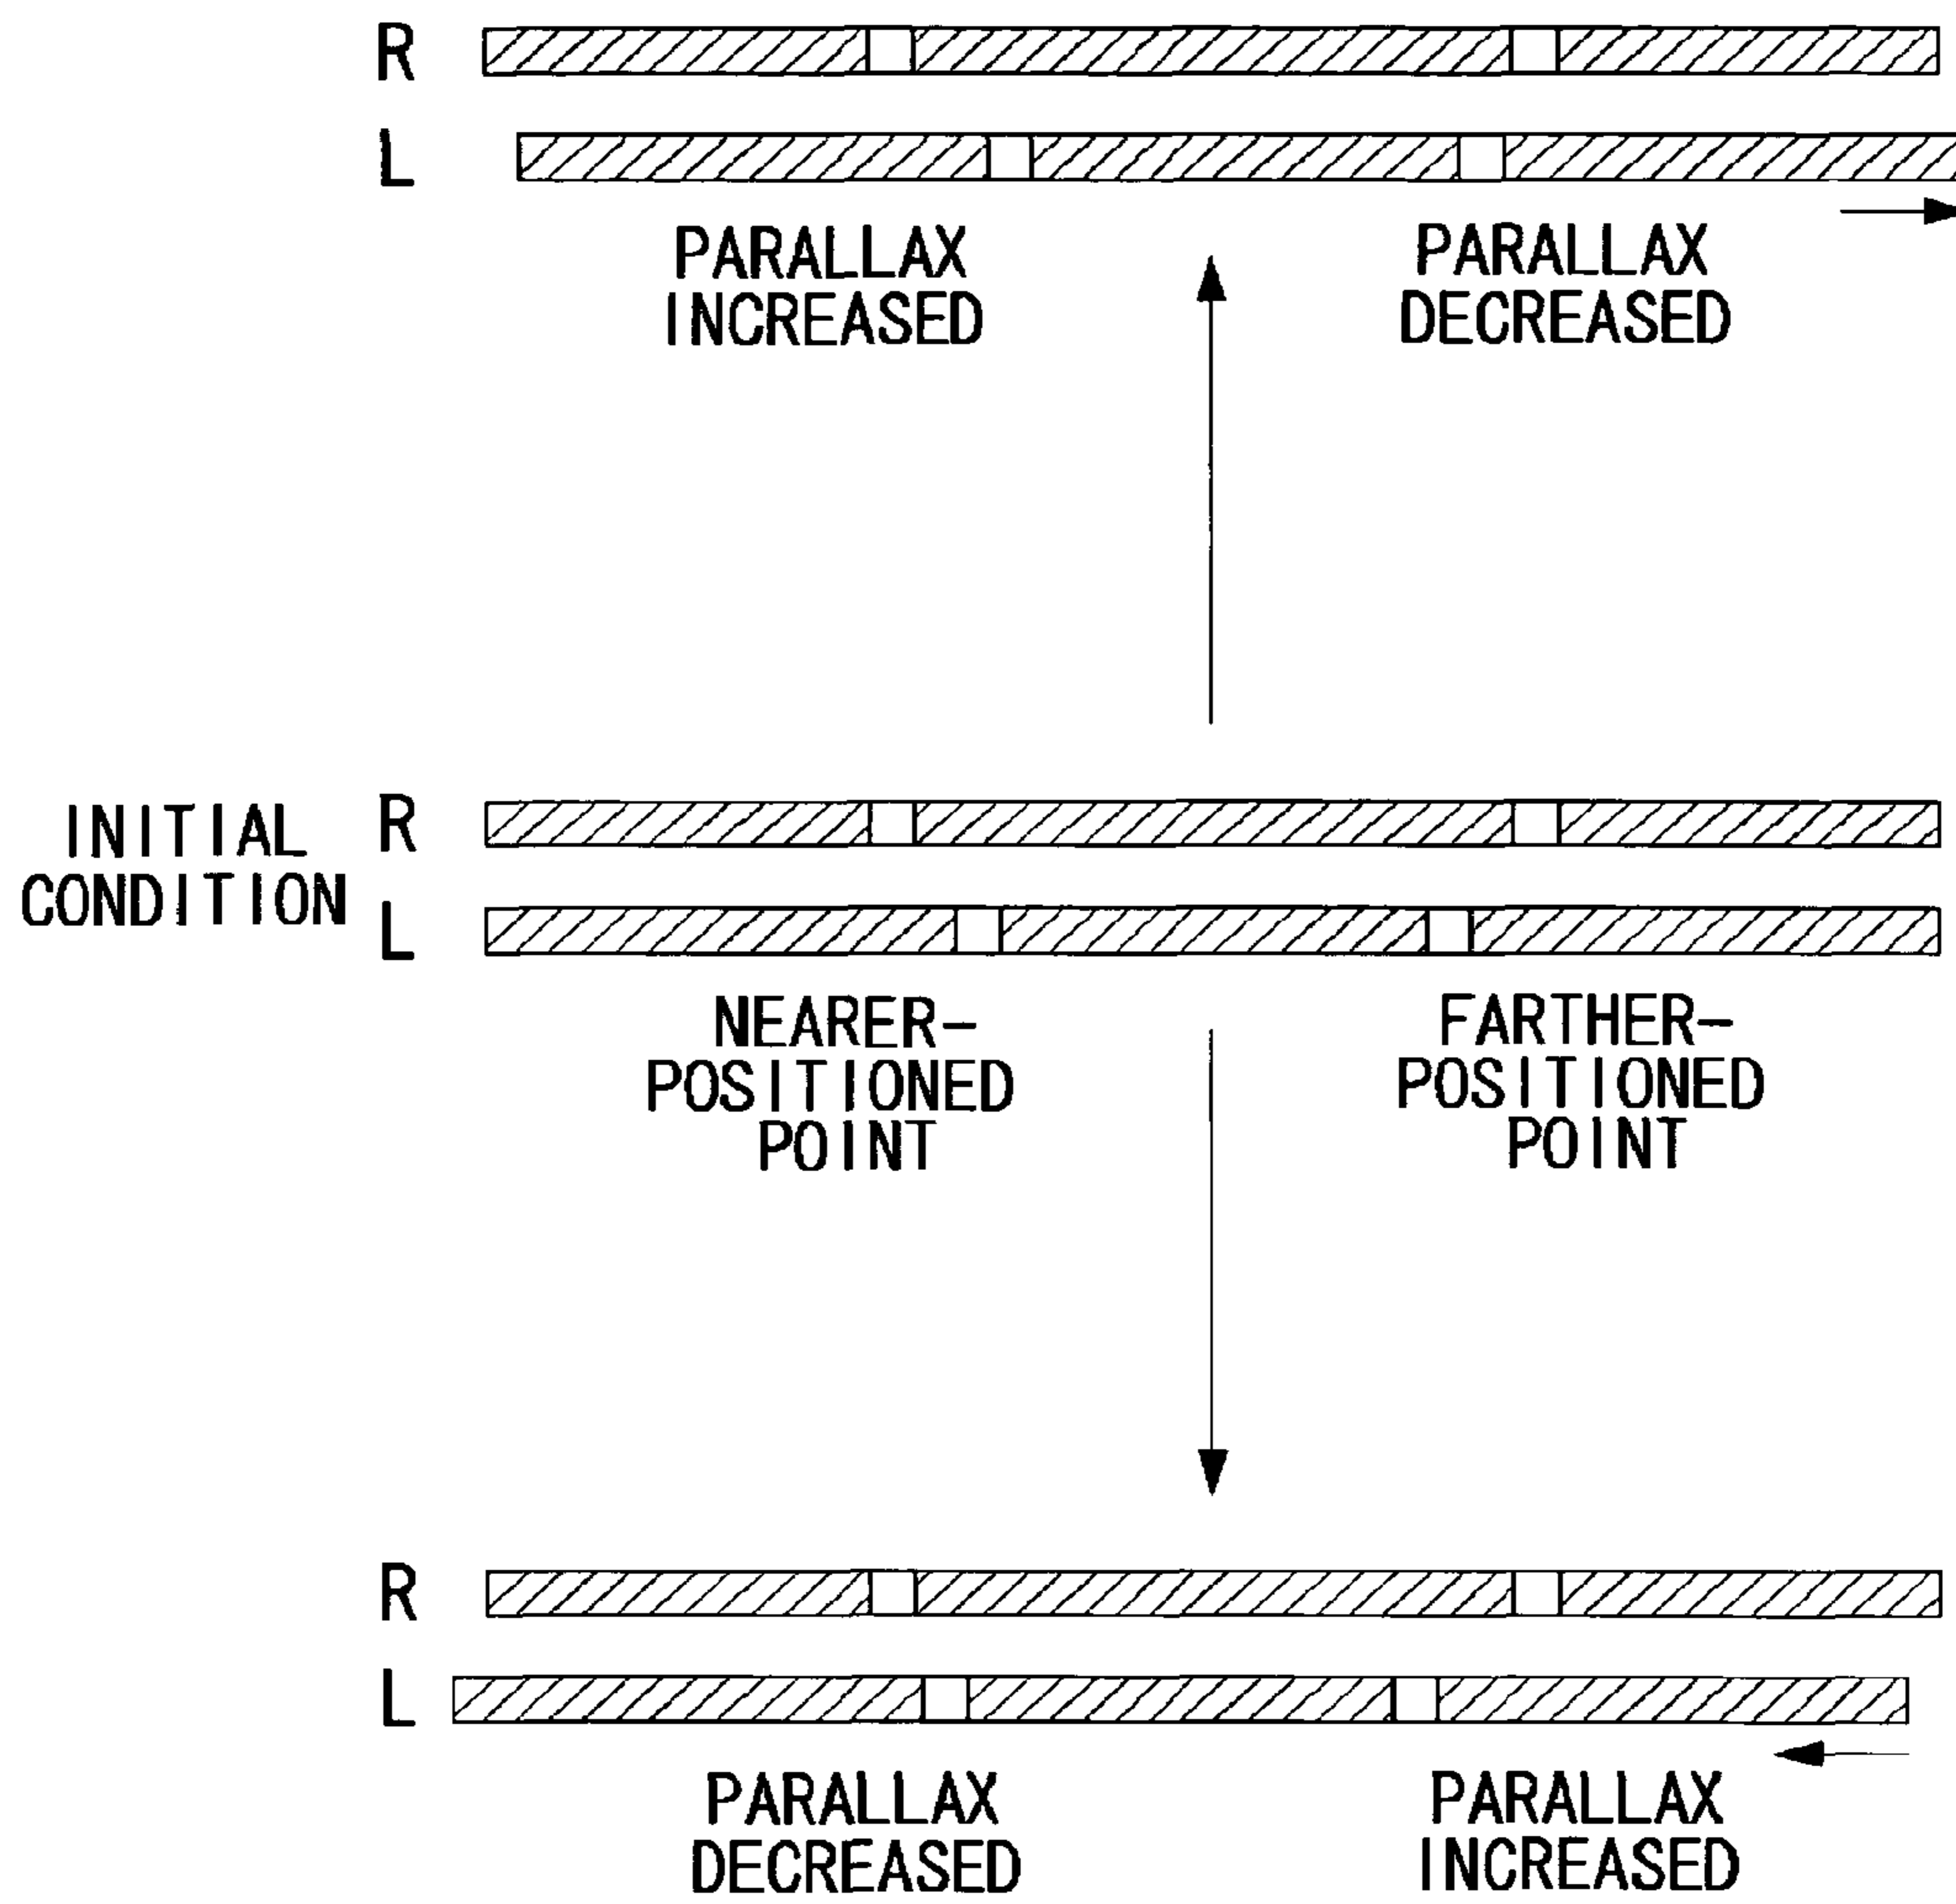 R
L
PARALLAX INCREASED
PARALLAX DECREASED
INITIAL CONDITION
R
L
NEARER-
POSITIONED
POINT
FARTHER-
POSITIONED
POINT
R
L
PARALLAX
DECREASED
PARALLAX
INCREASED